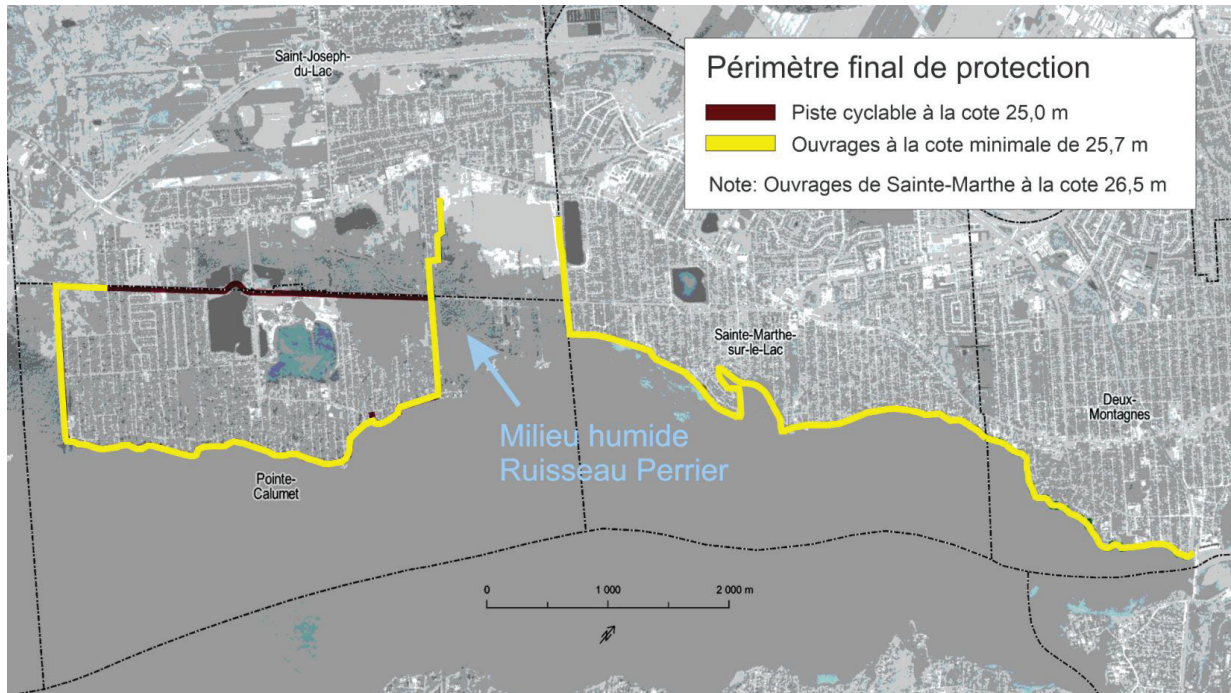 Saint-Joseph-
du-Lac
Périmètre final de protection
Piste cyclable à la cote 25,0 m
Ouvrages à la cote minimale de 25,7 m
Note: Ouvrages de Sainte-Marthe à la cote 26,5 m
Sainte-Marthe-
sur-le-Lac
Deux-
Montagnes
Milieu humide
Ruisseau Perrier
Pointe-
Calumet
0 1 000 2 000 m
N